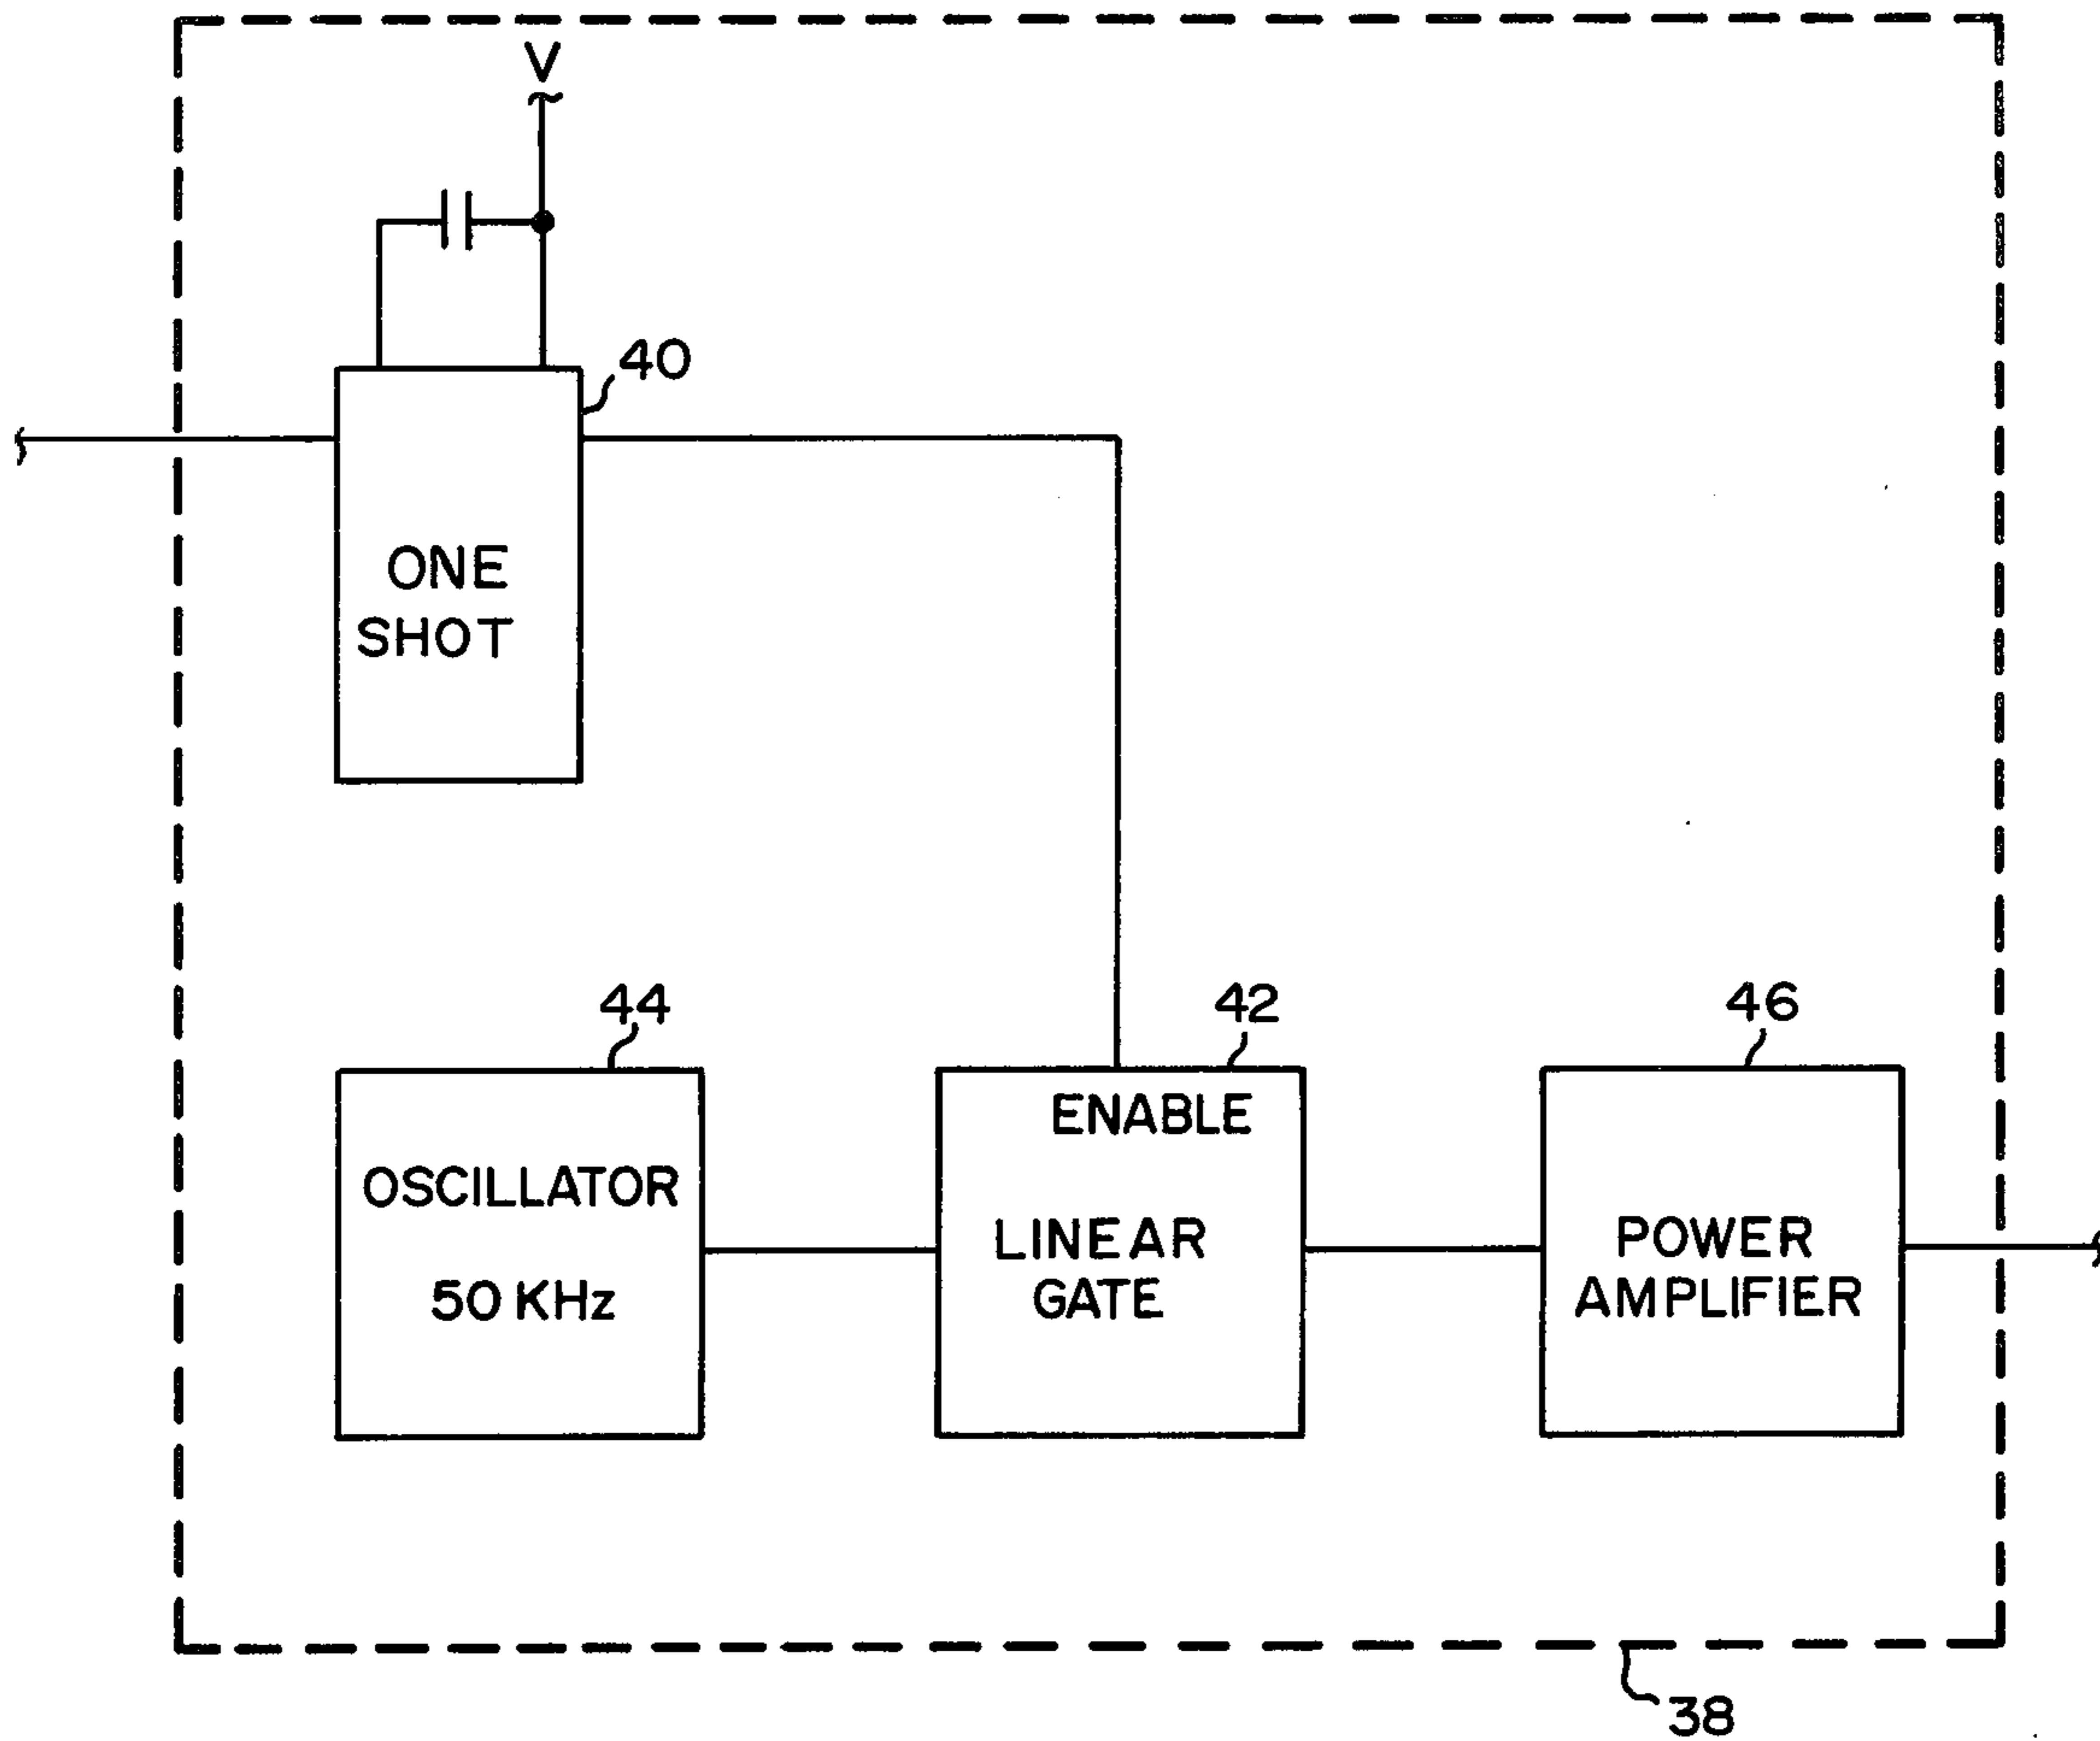 V
40
ONE
SHOT
44
42
46
ENABLE
OSCILLATOR
50 KHz
LINEAR
GATE
POWER
AMPLIFIER
38